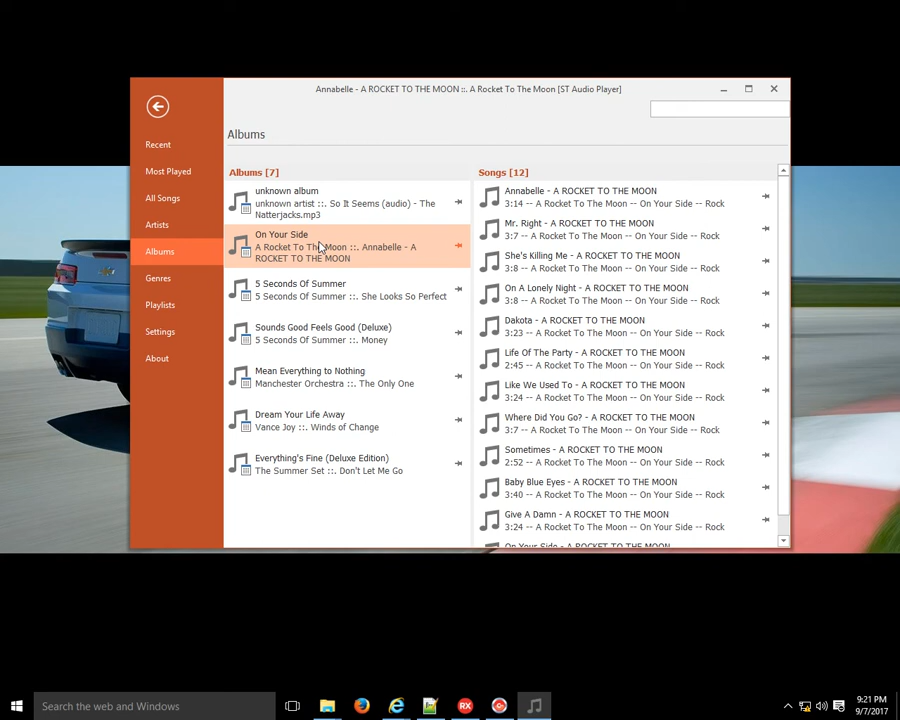 Annabelle - A ROCKET TO THE MOON ::. A Rocket To The Moon [ST Audio Player]
Albums
Recent
Most Played
All Songs
Artists
Albums
Genres
Playlists
Settings
About
Albums [7]
unknown album
unknown artist ::. So It Seems (audio) - The
Natterjacks.mp3
On Your Side
A Rocket To The Moon ::. Annabelle - A
ROCKET TO THE MOON
5 Seconds Of Summer
5 Seconds Of Summer ::. She Looks So Perfect
Sounds Good Feels Good (Deluxe)
5 Seconds Of Summer ::. Money
Mean Everything to Nothing
Manchester Orchestra ::. The Only One
Dream Your Life Away
Vance Joy ::. Winds of Change
Everything's Fine (Deluxe Edition)
The Summer Set ::. Don't Let Me Go
Songs [12]
Annabelle - A ROCKET TO THE MOON
3:14 -- A Rocket To The Moon -- On Your Side -- Rock
Mr. Right - A ROCKET TO THE MOON
3:7 -- A Rocket To The Moon -- On Your Side -- Rock
She's Killing Me - A ROCKET TO THE MOON
3:8 -- A Rocket To The Moon -- On Your Side -- Rock
On A Lonely Night - A ROCKET TO THE MOON
3:8 -- A Rocket To The Moon -- On Your Side -- Rock
Dakota - A ROCKET TO THE MOON
3:23 -- A Rocket To The Moon -- On Your Side -- Rock
Life Of The Party - A ROCKET TO THE MOON
2:45 -- A Rocket To The Moon -- On Your Side -- Rock
Like We Used To - A ROCKET TO THE MOON
3:24 -- A Rocket To The Moon -- On Your Side -- Rock
Where Did You Go? - A ROCKET TO THE MOON
3:7 -- A Rocket To The Moon -- On Your Side -- Rock
Sometimes - A ROCKET TO THE MOON
2:52 -- A Rocket To The Moon -- On Your Side -- Rock
Baby Blue Eyes - A ROCKET TO THE MOON
3:40 -- A Rocket To The Moon -- On Your Side -- Rock
Give A Damn - A ROCKET TO THE MOON
3:24 -- A Rocket To The Moon -- On Your Side -- Rock
On Your Side - A ROCKET TO THE MOON
Search the web and Windows
RX
9:21 PM
9/7/2017